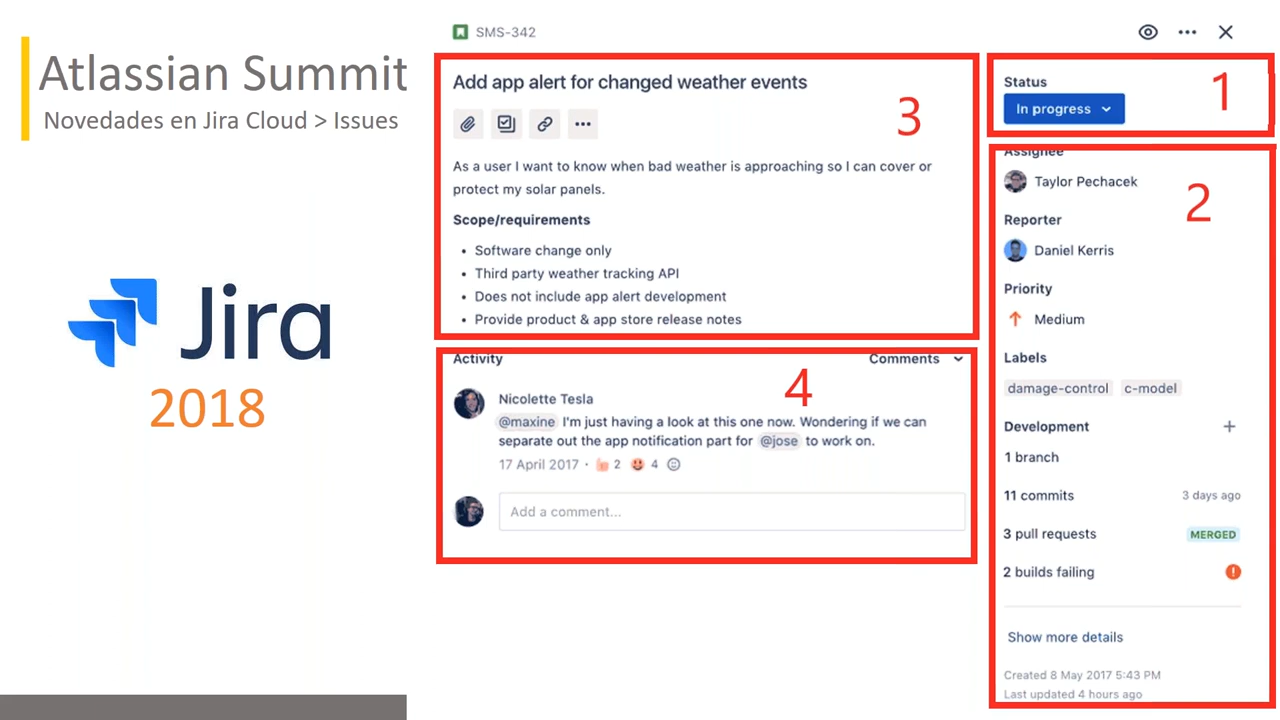 Atlassian Summit
Novedades en Jira Cloud > Issues
Jira
2018
SMS-342
Add app alert for changed weather events
3
As a user I want to know when bad weather is approaching so I can cover or
protect my solar panels.
Scope/requirements
• Software change only
• Third party weather tracking API
• Does not include app alert development
• Provide product & app store release notes
Activity
Comments
4
Nicolette Tesla
@maxine I'm just having a look at this one now. Wondering if we can
separate out the app notification part for @jose to work on.
17 April 2017 • 2 4
Add a comment...
Status
1
In progress
Assignee
Taylor Pechacek
2
Reporter
Daniel Kerris
Priority
Medium
Labels
damage-control c-model
Development +
1 branch
11 commits 3 days ago
3 pull requests MERGED
2 builds failing
Show more details
Created 8 May 2017 5:43 PM
Last updated 4 hours ago